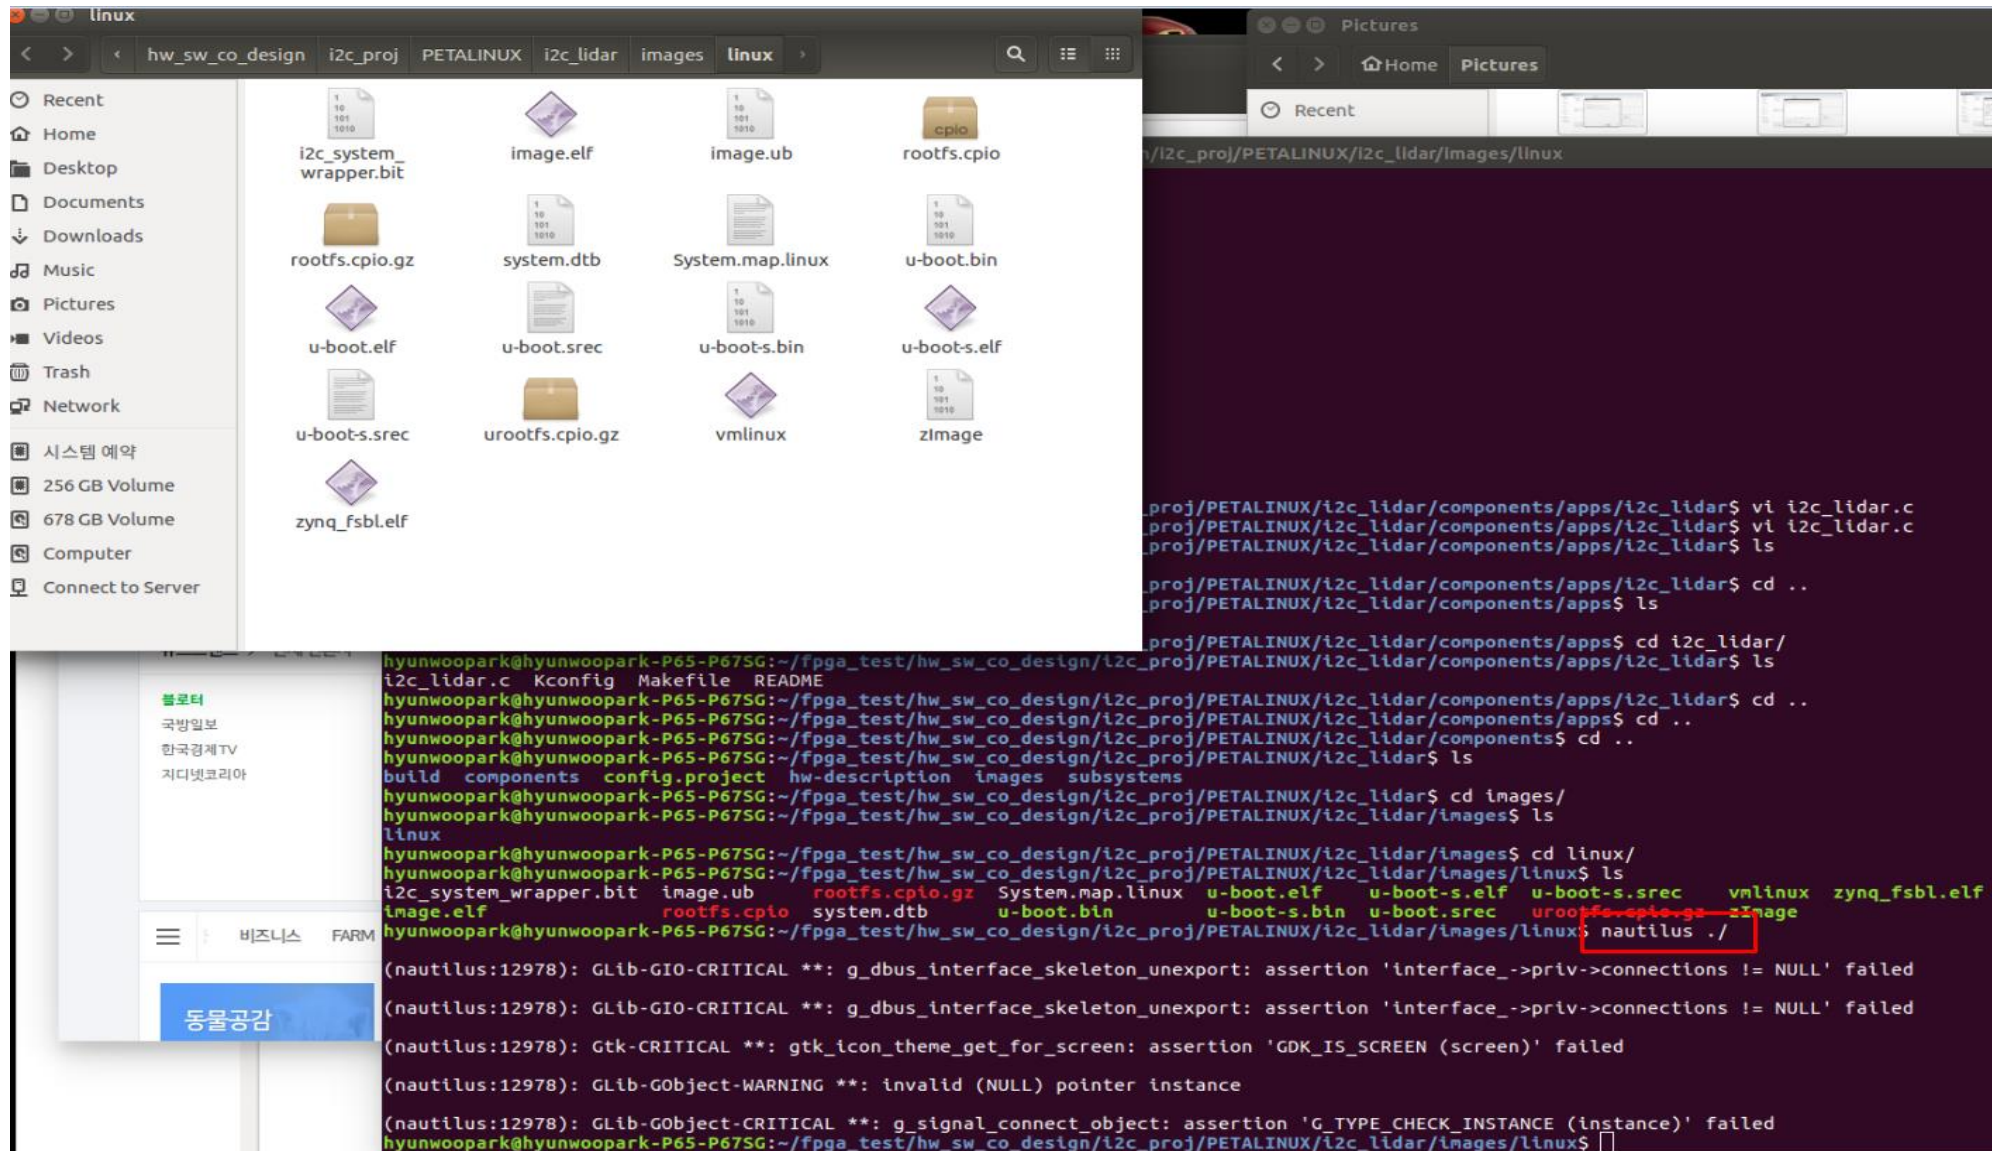 linux
hw_sw_co_design i2c_proj PETALINUX i2c_lidar images linux
Recent
Home
Desktop
Documents
Downloads
Music
Pictures
Videos
Trash
Network
시스템 예약
256 GB Volume
678 GB Volume
Computer
Connect to Server
i2c_system_
wrapper.bit
image.elf
image.ub
cpio
rootfs.cpio
rootfs.cpio.gz
system.dtb
System.map.linux
u-boot.bin
u-boot.elf
u-boot.srec
u-boot-s.bin
u-boot-s.elf
u-boot-s.srec
urootfs.cpio.gz
vmlinux
zImage
zynq_fsbl.elf
Pictures
Home Pictures
Recent
/i2c_proj/PETALINUX/i2c_lidar/images/linux
_proj/PETALINUX/i2c_lidar/components/apps/i2c_lidar$ vi i2c_lidar.c
_proj/PETALINUX/i2c_lidar/components/apps/i2c_lidar$ vi i2c_lidar.c
_proj/PETALINUX/i2c_lidar/components/apps/i2c_lidar$ ls
_proj/PETALINUX/i2c_lidar/components/apps/i2c_lidar$ cd ..
_proj/PETALINUX/i2c_lidar/components/apps$ ls
_proj/PETALINUX/i2c_lidar/components/apps$ cd i2c_lidar/
hyunwoopark@hyunwoopark-P65-P67SG:~/fpga_test/hw_sw_co_design/i2c_proj/PETALINUX/i2c_lidar/components/apps/i2c_lidar$ ls
i2c_lidar.c Kconfig Makefile README
hyunwoopark@hyunwoopark-P65-P67SG:~/fpga_test/hw_sw_co_design/i2c_proj/PETALINUX/i2c_lidar/components/apps/i2c_lidar$ cd ..
hyunwoopark@hyunwoopark-P65-P67SG:~/fpga_test/hw_sw_co_design/i2c_proj/PETALINUX/i2c_lidar/components/apps$ cd ..
hyunwoopark@hyunwoopark-P65-P67SG:~/fpga_test/hw_sw_co_design/i2c_proj/PETALINUX/i2c_lidar/components$ cd ..
hyunwoopark@hyunwoopark-P65-P67SG:~/fpga_test/hw_sw_co_design/i2c_proj/PETALINUX/i2c_lidar$ ls
build components config.project hw-description images subsystems
hyunwoopark@hyunwoopark-P65-P67SG:~/fpga_test/hw_sw_co_design/i2c_proj/PETALINUX/i2c_lidar$ cd images/
hyunwoopark@hyunwoopark-P65-P67SG:~/fpga_test/hw_sw_co_design/i2c_proj/PETALINUX/i2c_lidar/images$ ls
linux
hyunwoopark@hyunwoopark-P65-P67SG:~/fpga_test/hw_sw_co_design/i2c_proj/PETALINUX/i2c_lidar/images$ cd linux/
hyunwoopark@hyunwoopark-P65-P67SG:~/fpga_test/hw_sw_co_design/i2c_proj/PETALINUX/i2c_lidar/images/linux$ ls
i2c_system_wrapper.bit image.ub rootfs.cpio.gz System.map.linux u-boot.elf u-boot-s.elf u-boot-s.srec vmlinux zynq_fsbl.elf
image.elf rootfs.cpio system.dtb u-boot.bin u-boot-s.bin u-boot.srec urootfs.cpio.gz zImage
hyunwoopark@hyunwoopark-P65-P67SG:~/fpga_test/hw_sw_co_design/i2c_proj/PETALINUX/i2c_lidar/images/linux$ nautilus ./
(nautilus:12978): GLib-GIO-CRITICAL **: g_dbus_interface_skeleton_unexport: assertion 'interface_->priv->connections != NULL' failed
(nautilus:12978): GLib-GIO-CRITICAL **: g_dbus_interface_skeleton_unexport: assertion 'interface_->priv->connections != NULL' failed
(nautilus:12978): Gtk-CRITICAL **: gtk_icon_theme_get_for_screen: assertion 'GDK_IS_SCREEN (screen)' failed
(nautilus:12978): GLib-GObject-WARNING **: invalid (NULL) pointer instance
(nautilus:12978): GLib-GObject-CRITICAL **: g_signal_connect_object: assertion 'G_TYPE_CHECK_INSTANCE (instance)' failed
hyunwoopark@hyunwoopark-P65-P67SG:~/fpga_test/hw_sw_co_design/i2c_proj/PETALINUX/i2c_lidar/images/linux$
블로터
국방일보
한국경제TV
지디넷코리아
비즈니스 FARM
동물공감